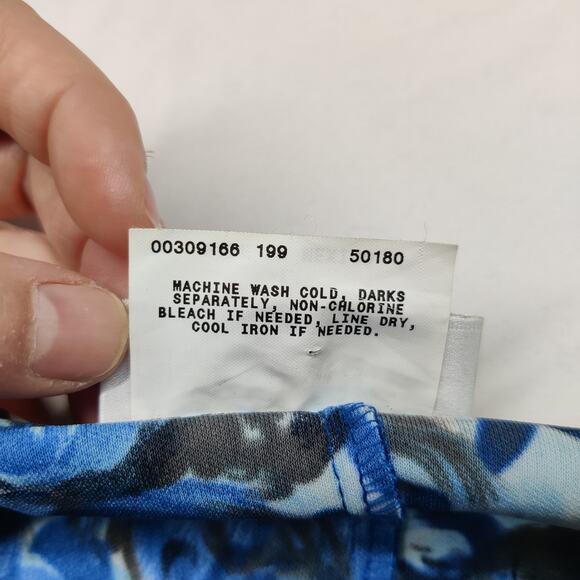 00309166 199 50180
MACHINE WASH COLD, DARKS
SEPARATELY, NON-CHLORINE
BLEACH IF NEEDED, LINE DRY,
COOL IRON IF NEEDED.